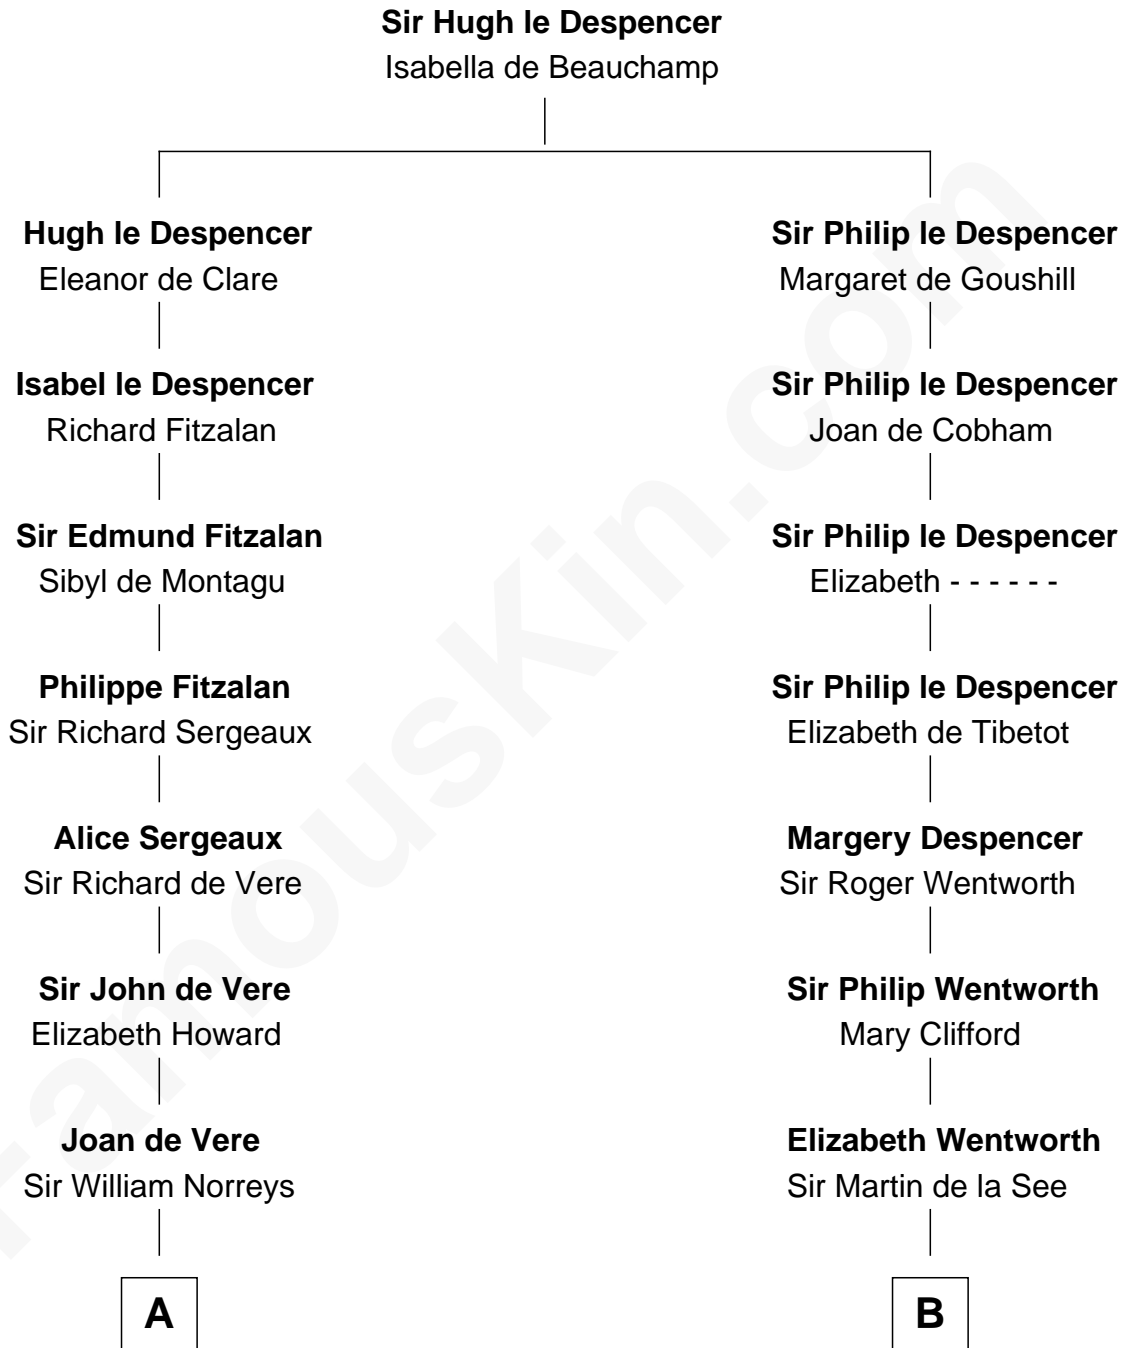 Sir Hugh le Despencer
Isabella de Beauchamp
Hugh le Despencer
Eleanor de Clare
Sir Philip le Despencer
Margaret de Goushill
Isabel le Despencer
Richard Fitzalan
Sir Philip le Despencer
Joan de Cobham
Sir Edmund Fitzalan
Sibyl de Montagu
Sir Philip le Despencer
Elizabeth - - - - - -
Philippe Fitzalan
Sir Richard Sergeaux
Sir Philip le Despencer
Elizabeth de Tibetot
Alice Sergeaux
Sir Richard de Vere
Margery Despencer
Sir Roger Wentworth
Sir John de Vere
Elizabeth Howard
Sir Philip Wentworth
Mary Clifford
Joan de Vere
Sir William Norreys
Elizabeth Wentworth
Sir Martin de la See
A
B
FamousKin.com